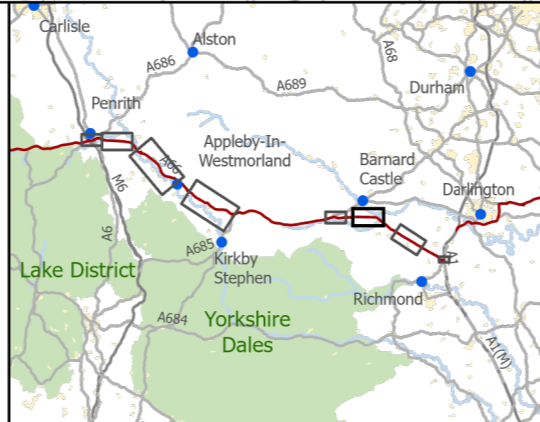 Carlisle
Alston
A686
A68
A689
Durham
Penrith
Appleby-In-
Westmorland
A66
Barnard
Castle
Darlington
M6
A6
A685
Kirkby
Stephen
Lake District
A1
Richmond
A684
Yorkshire
Dales
A1(M)